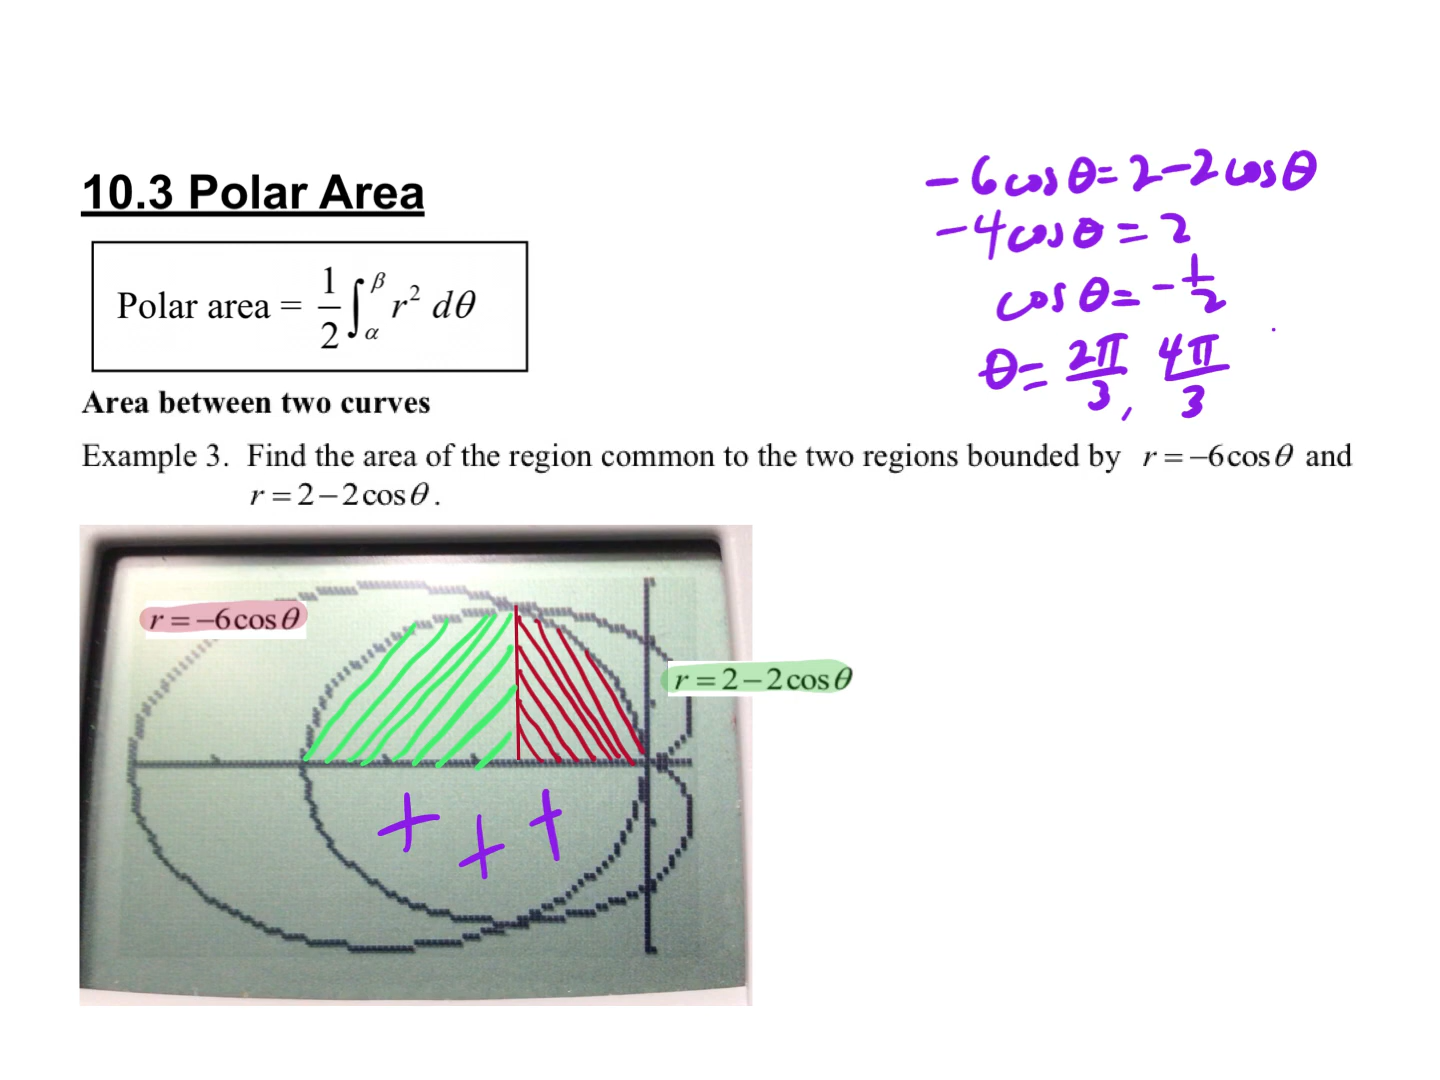 10.3 Polar Area
Polar area = 1/2 ∫_α^β r² dθ
Area between two curves
Example 3. Find the area of the region common to the two regions bounded by r = −6cosθ and
r = 2 − 2cosθ.
-6cosθ = 2-2cosθ
-4cosθ = 2
cosθ = -1/2
θ = 2π/3, 4π/3
r = −6cosθ
r = 2 − 2cosθ
+ + +